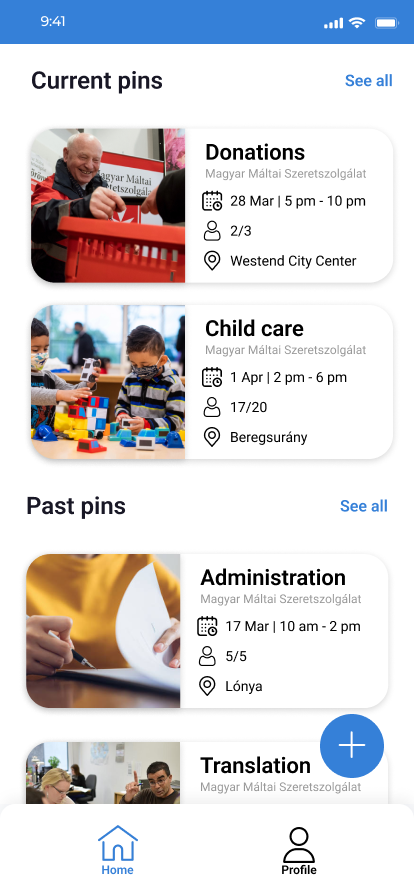 9:41
Current pins
See all
Magyar Máltai
Szeretszolgálat
Donations
Magyar Máltai Szeretszolgálat
28 Mar | 5 pm - 10 pm
2/3
Westend City Center
Child care
Magyar Máltai Szeretszolgálat
1 Apr | 2 pm - 6 pm
17/20
Beregsurány
Past pins
See all
Administration
Magyar Máltai Szeretszolgálat
17 Mar | 10 am - 2 pm
5/5
Lónya
Translation
Magyar Máltai Szeretszolgálat
Home
Profile